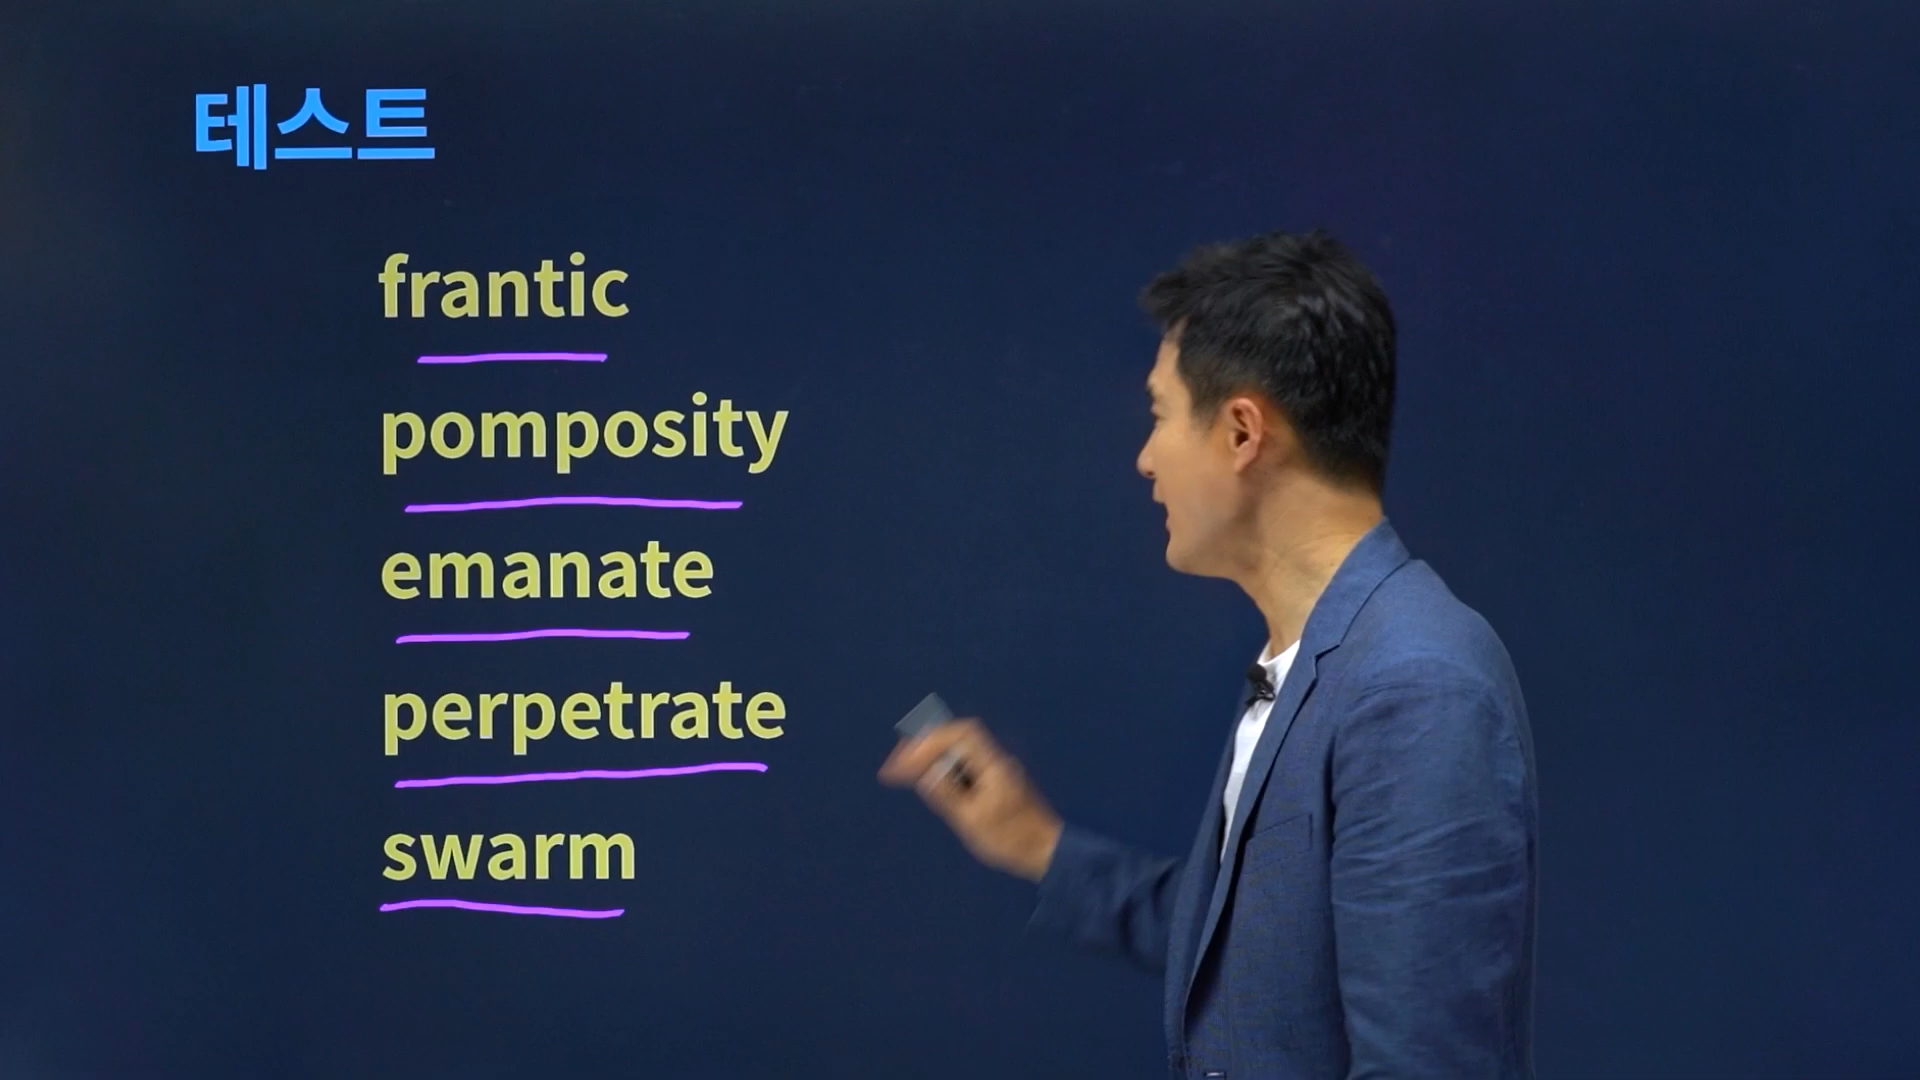 테스트
frantic
pomposity
emanate
perpetrate
swarm